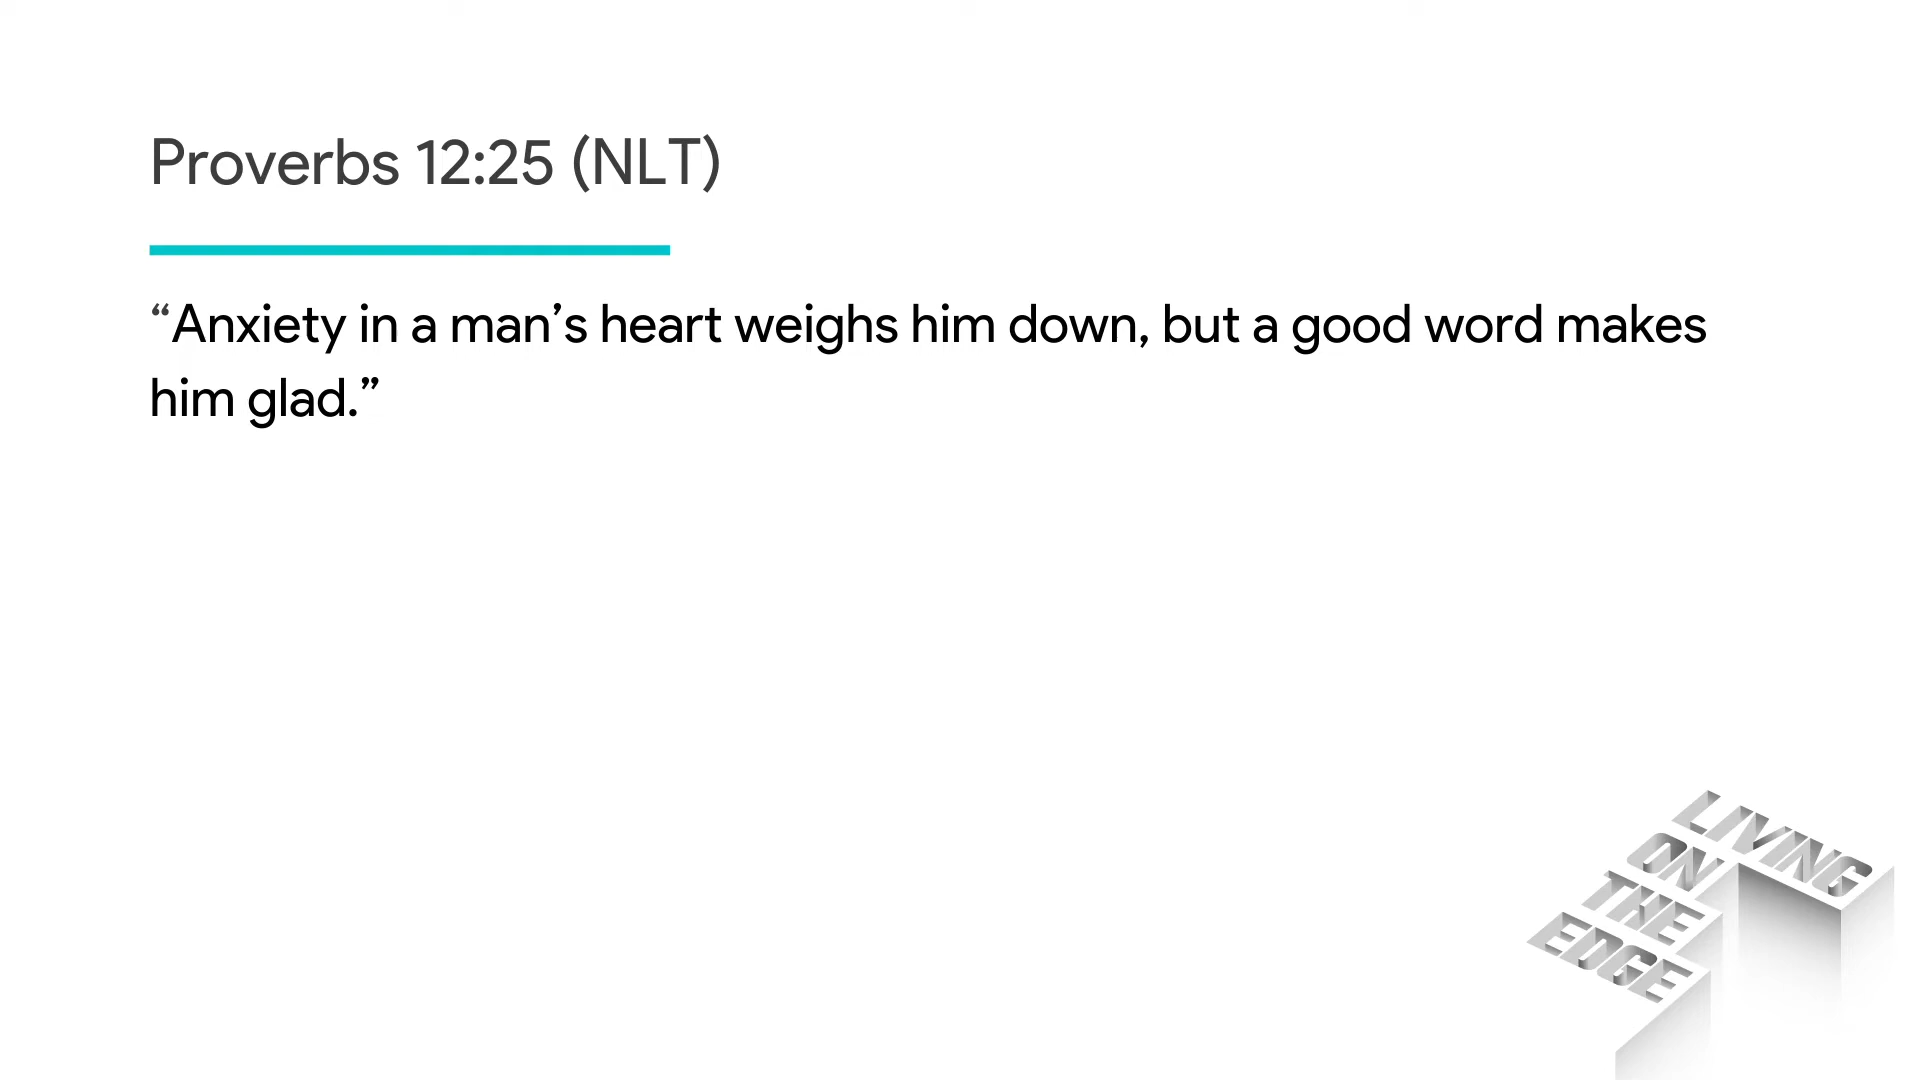 Proverbs 12:25 (NLT)
“Anxiety in a man’s heart weighs him down, but a good word makes
him glad.”
LIVING
ON
THE
EDGE